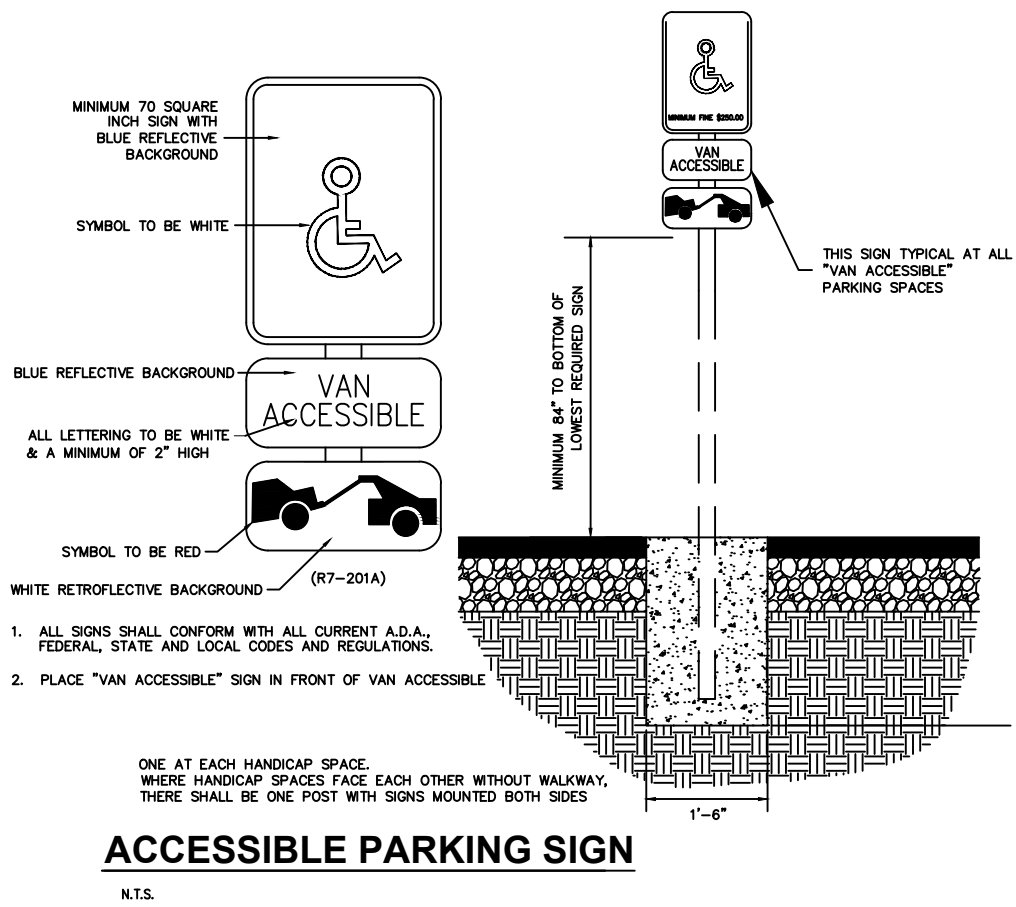 MINIMUM 70 SQUARE
INCH SIGN WITH
BLUE REFLECTIVE
BACKGROUND
SYMBOL TO BE WHITE
BLUE REFLECTIVE BACKGROUND
VAN
ACCESSIBLE
ALL LETTERING TO BE WHITE
& A MINIMUM OF 2" HIGH
SYMBOL TO BE RED
WHITE RETROFLECTIVE BACKGROUND
(R7-201A)
MINIMUM FINE $250.00
VAN
ACCESSIBLE
THIS SIGN TYPICAL AT ALL
"VAN ACCESSIBLE"
PARKING SPACES
MINIMUM 84" TO BOTTOM OF
LOWEST REQUIRED SIGN
1. ALL SIGNS SHALL CONFORM WITH ALL CURRENT A.D.A.,
FEDERAL, STATE AND LOCAL CODES AND REGULATIONS.
2. PLACE "VAN ACCESSIBLE" SIGN IN FRONT OF VAN ACCESSIBLE
ONE AT EACH HANDICAP SPACE.
WHERE HANDICAP SPACES FACE EACH OTHER WITHOUT WALKWAY,
THERE SHALL BE ONE POST WITH SIGNS MOUNTED BOTH SIDES
1'-6"
ACCESSIBLE PARKING SIGN
N.T.S.